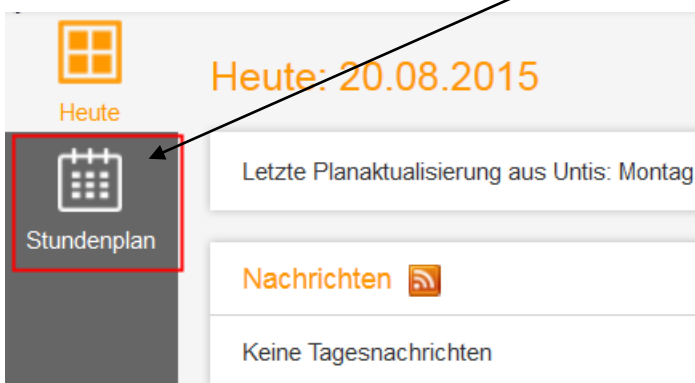 Heute
Heute: 20.08.2015
Stundenplan
Letzte Planaktualisierung aus Untis: Montag
Nachrichten
Keine Tagesnachrichten